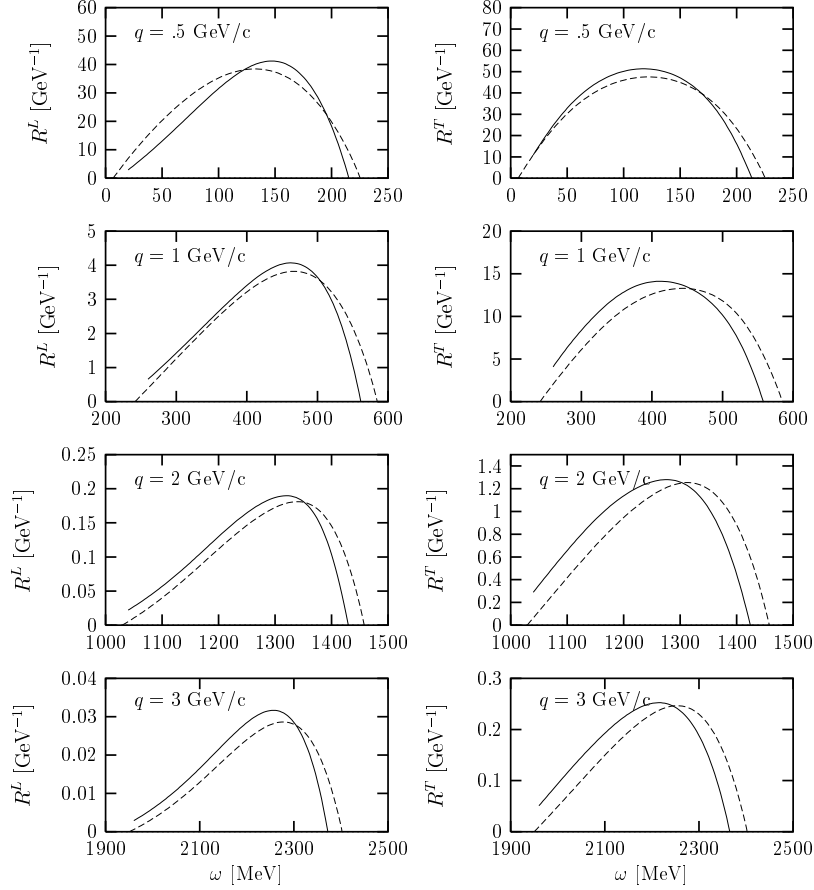 60
50
40
30
20
10
0
R^L [GeV⁻¹]
q = .5 GeV/c
0 50 100 150 200 250
80
70
60
50
40
30
20
10
0
R^T [GeV⁻¹]
q = .5 GeV/c
0 50 100 150 200 250
5
4
3
2
1
0
R^L [GeV⁻¹]
q = 1 GeV/c
200 300 400 500 600
20
15
10
5
0
R^T [GeV⁻¹]
q = 1 GeV/c
200 300 400 500 600
0.25
0.2
0.15
0.1
0.05
0
R^L [GeV⁻¹]
q = 2 GeV/c
1000 1100 1200 1300 1400 1500
1.4
1.2
1
0.8
0.6
0.4
0.2
0
R^T [GeV⁻¹]
q = 2 GeV/c
1000 1100 1200 1300 1400 1500
0.04
0.03
0.02
0.01
0
R^L [GeV⁻¹]
q = 3 GeV/c
1900 2100 2300 2500
ω [MeV]
0.3
0.2
0.1
0
R^T [GeV⁻¹]
q = 3 GeV/c
1900 2100 2300 2500
ω [MeV]